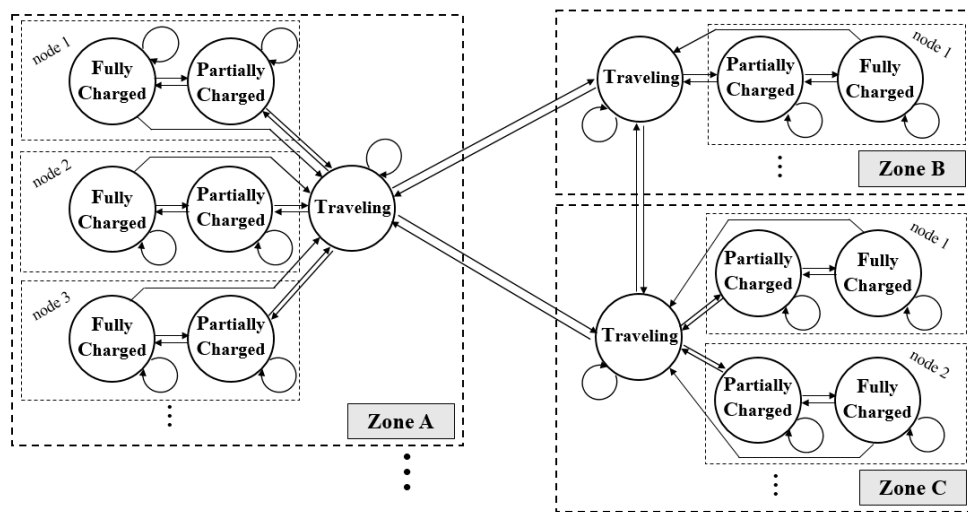 node 1
Fully
Charged
Partially
Charged
node 2
Fully
Charged
Partially
Charged
node 3
Fully
Charged
Partially
Charged
Traveling
Zone A
Traveling
node 1
Partially
Charged
Fully
Charged
Zone B
Traveling
node 1
Partially
Charged
Fully
Charged
node 2
Partially
Charged
Fully
Charged
Zone C